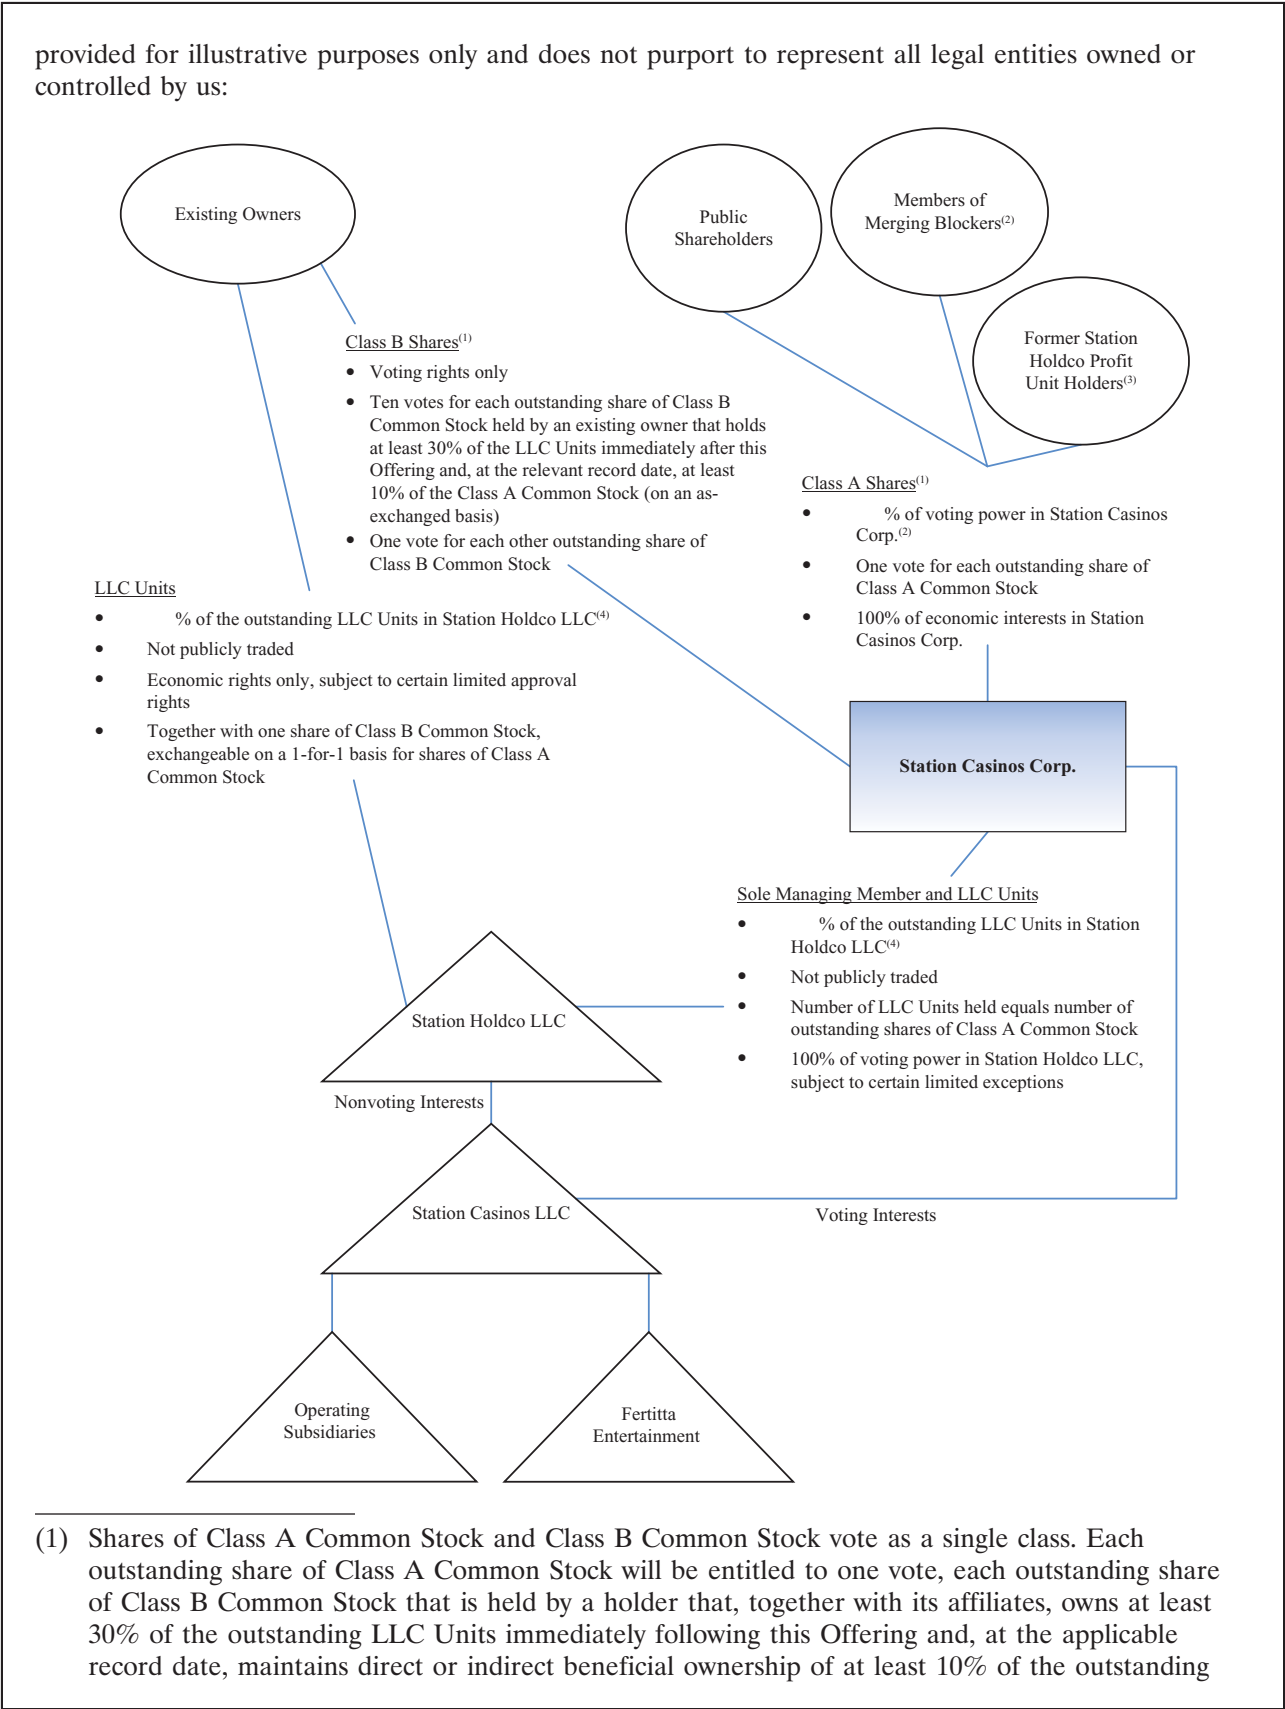 provided for illustrative purposes only and does not purport to represent all legal entities owned or
controlled by us:
Existing Owners
Public
Shareholders
Members of
Merging Blockers(2)
Former Station
Holdco Profit
Unit Holders(3)
Class B Shares(1)
• Voting rights only
• Ten votes for each outstanding share of Class B
Common Stock held by an existing owner that holds
at least 30% of the LLC Units immediately after this
Offering and, at the relevant record date, at least
10% of the Class A Common Stock (on an as-
exchanged basis)
• One vote for each other outstanding share of
Class B Common Stock
Class A Shares(1)
• % of voting power in Station Casinos
Corp.(2)
• One vote for each outstanding share of
Class A Common Stock
• 100% of economic interests in Station
Casinos Corp.
LLC Units
• % of the outstanding LLC Units in Station Holdco LLC(4)
• Not publicly traded
• Economic rights only, subject to certain limited approval
rights
• Together with one share of Class B Common Stock,
exchangeable on a 1-for-1 basis for shares of Class A
Common Stock
Station Casinos Corp.
Sole Managing Member and LLC Units
• % of the outstanding LLC Units in Station
Holdco LLC(4)
• Not publicly traded
• Number of LLC Units held equals number of
outstanding shares of Class A Common Stock
• 100% of voting power in Station Holdco LLC,
subject to certain limited exceptions
Station Holdco LLC
Nonvoting Interests
Station Casinos LLC
Voting Interests
Operating
Subsidiaries
Fertitta
Entertainment
(1) Shares of Class A Common Stock and Class B Common Stock vote as a single class. Each
outstanding share of Class A Common Stock will be entitled to one vote, each outstanding share
of Class B Common Stock that is held by a holder that, together with its affiliates, owns at least
30% of the outstanding LLC Units immediately following this Offering and, at the applicable
record date, maintains direct or indirect beneficial ownership of at least 10% of the outstanding